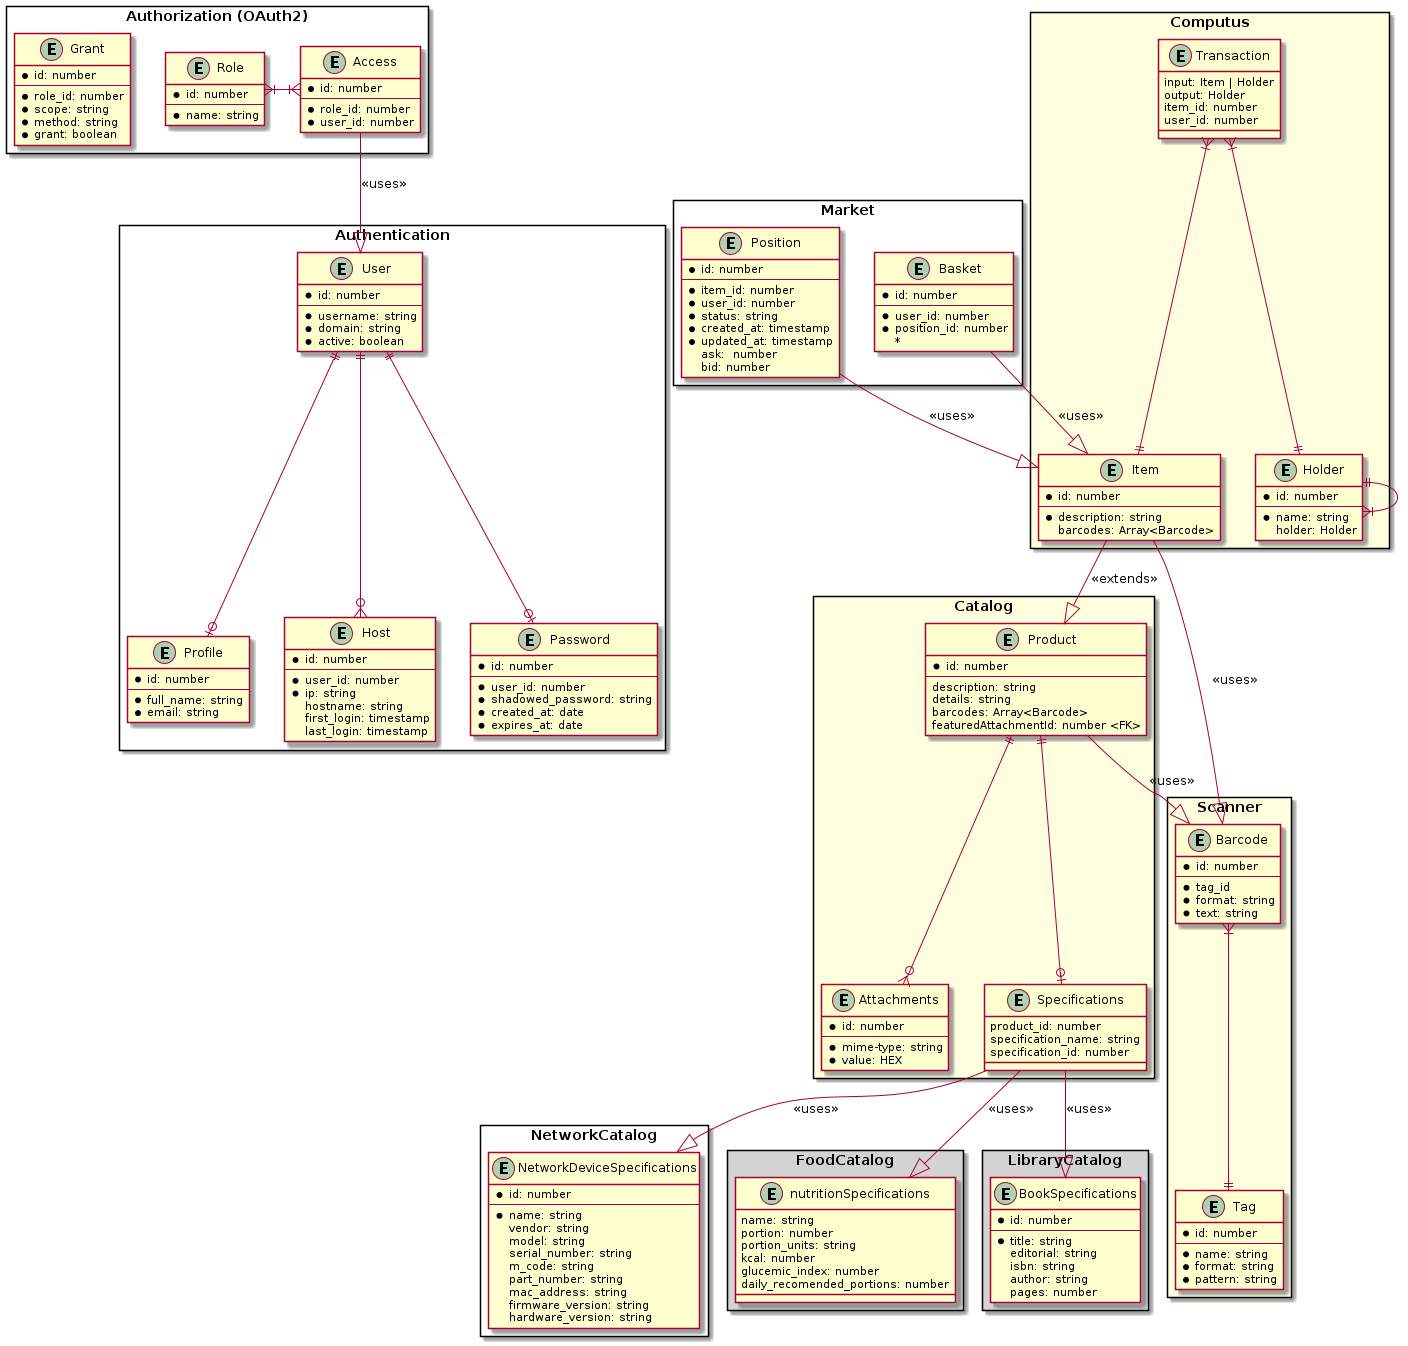 Authorization (OAuth2)
E Grant
id: number
role_id: number
scope: string
method: string
grant: boolean
E Role
id: number
name: string
E Access
id: number
role_id: number
user_id: number
«uses»
Authentication
E User
id: number
username: string
domain: string
active: boolean
E Profile
id: number
full_name: string
email: string
E Host
id: number
user_id: number
ip: string
hostname: string
first_login: timestamp
last_login: timestamp
E Password
id: number
user_id: number
shadowed_password: string
created_at: date
expires_at: date
Market
E Position
id: number
item_id: number
user_id: number
status: string
created_at: timestamp
updated_at: timestamp
ask:  number
bid: number
E Basket
id: number
user_id: number
position_id: number
*
«uses»
«uses»
Computus
E Transaction
input: Item | Holder
output: Holder
item_id: number
user_id: number
E Item
id: number
description: string
barcodes: Array<Barcode>
E Holder
id: number
name: string
holder: Holder
«extends»
«uses»
Catalog
E Product
id: number
description: string
details: string
barcodes: Array<Barcode>
featuredAttachmentId: number <FK>
«uses»
E Attachments
id: number
mime-type: string
value: HEX
E Specifications
product_id: number
specification_name: string
specification_id: number
Scanner
E Barcode
id: number
tag_id
format: string
text: string
E Tag
id: number
name: string
format: string
pattern: string
«uses»
«uses»
«uses»
NetworkCatalog
E NetworkDeviceSpecifications
id: number
name: string
vendor: string
model: string
serial_number: string
m_code: string
part_number: string
mac_address: string
firmware_version: string
hardware_version: string
FoodCatalog
E nutritionSpecifications
name: string
portion: number
portion_units: string
kcal: number
glucemic_index: number
daily_recomended_portions: number
LibraryCatalog
E BookSpecifications
id: number
title: string
editorial: string
isbn: string
author: string
pages: number